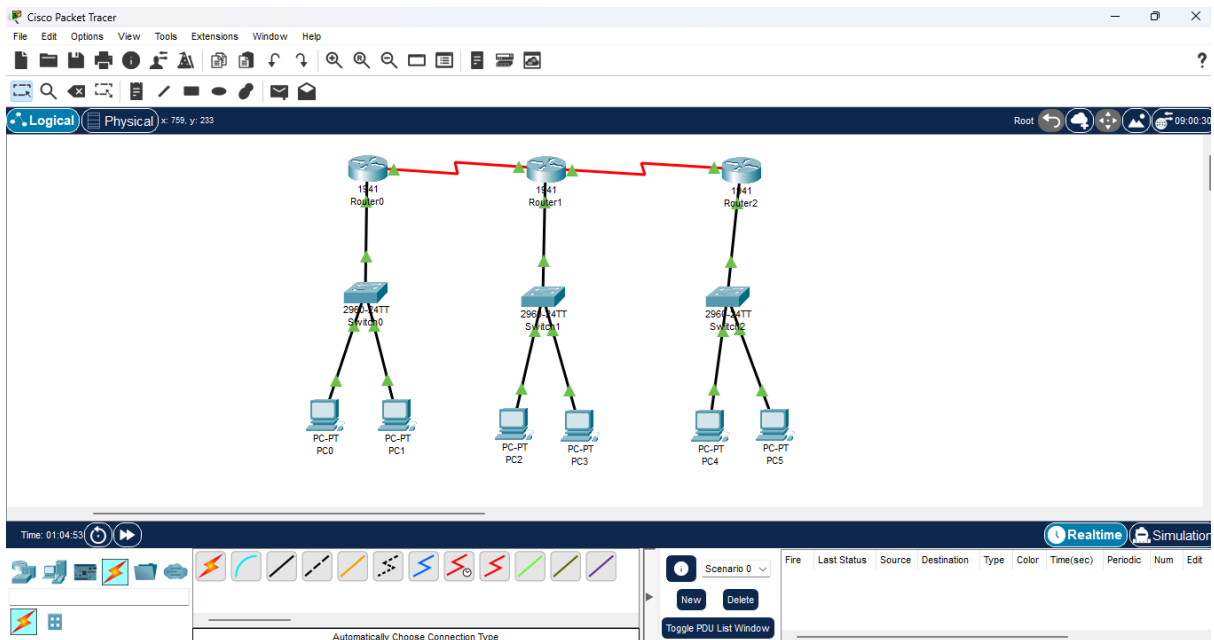 Cisco Packet Tracer
File Edit Options View Tools Extensions Window Help
?
Logical Physical x: 759, y: 233 Root 09:00:30
1941 1941 1941
Router0 Router1 Router2
2960-24TT 2960-24TT 2960-24TT
Switch0 Switch1 Switch2
PC-PT PC-PT PC-PT PC-PT PC-PT PC-PT
PC0 PC1 PC2 PC3 PC4 PC5
Time: 01:04:53 Realtime Simulation
Scenario 0 Fire Last Status Source Destination Type Color Time(sec) Periodic Num Edit
New Delete
Toggle PDU List Window
Automatically Choose Connection Type